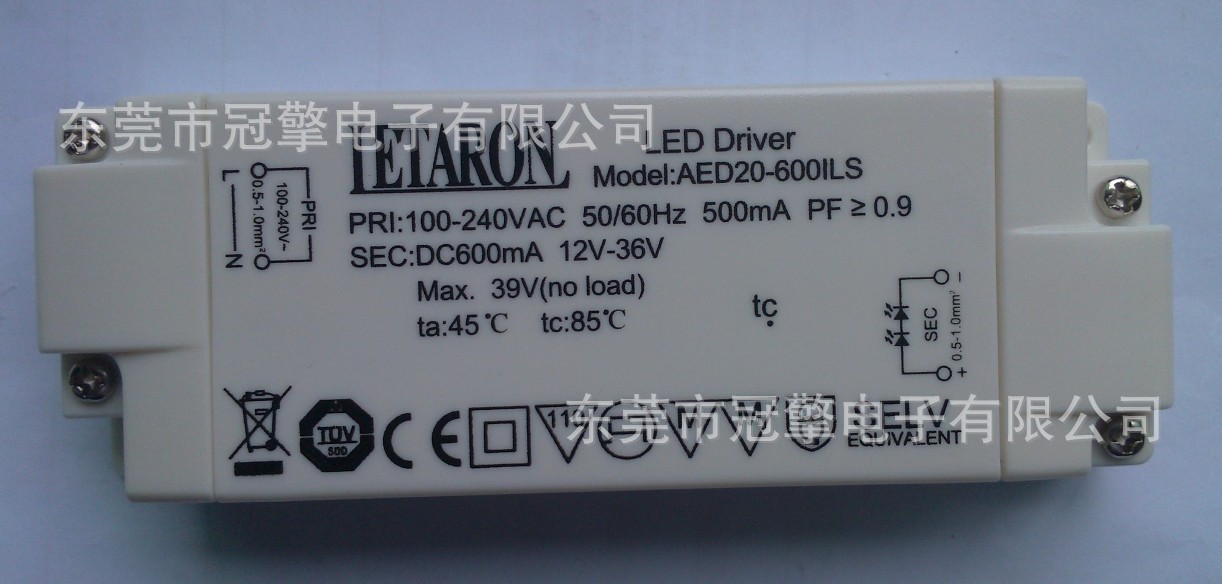 东莞市冠擎电子有限公司
LETARON
LED Driver
Model:AED20-600ILS
PRI:100-240VAC 50/60Hz 500mA PF ≥ 0.9
SEC:DC600mA 12V-36V
Max. 39V(no load)
ta:45℃ tc:85℃
tc
L
N
0.5-1.0mm²
100-240V~
PRI
SEC
0.5-1.0mm²
-
+
TÜV
SÜD
CE
东莞市冠擎电子有限公司
SELV
EQUIVALENT